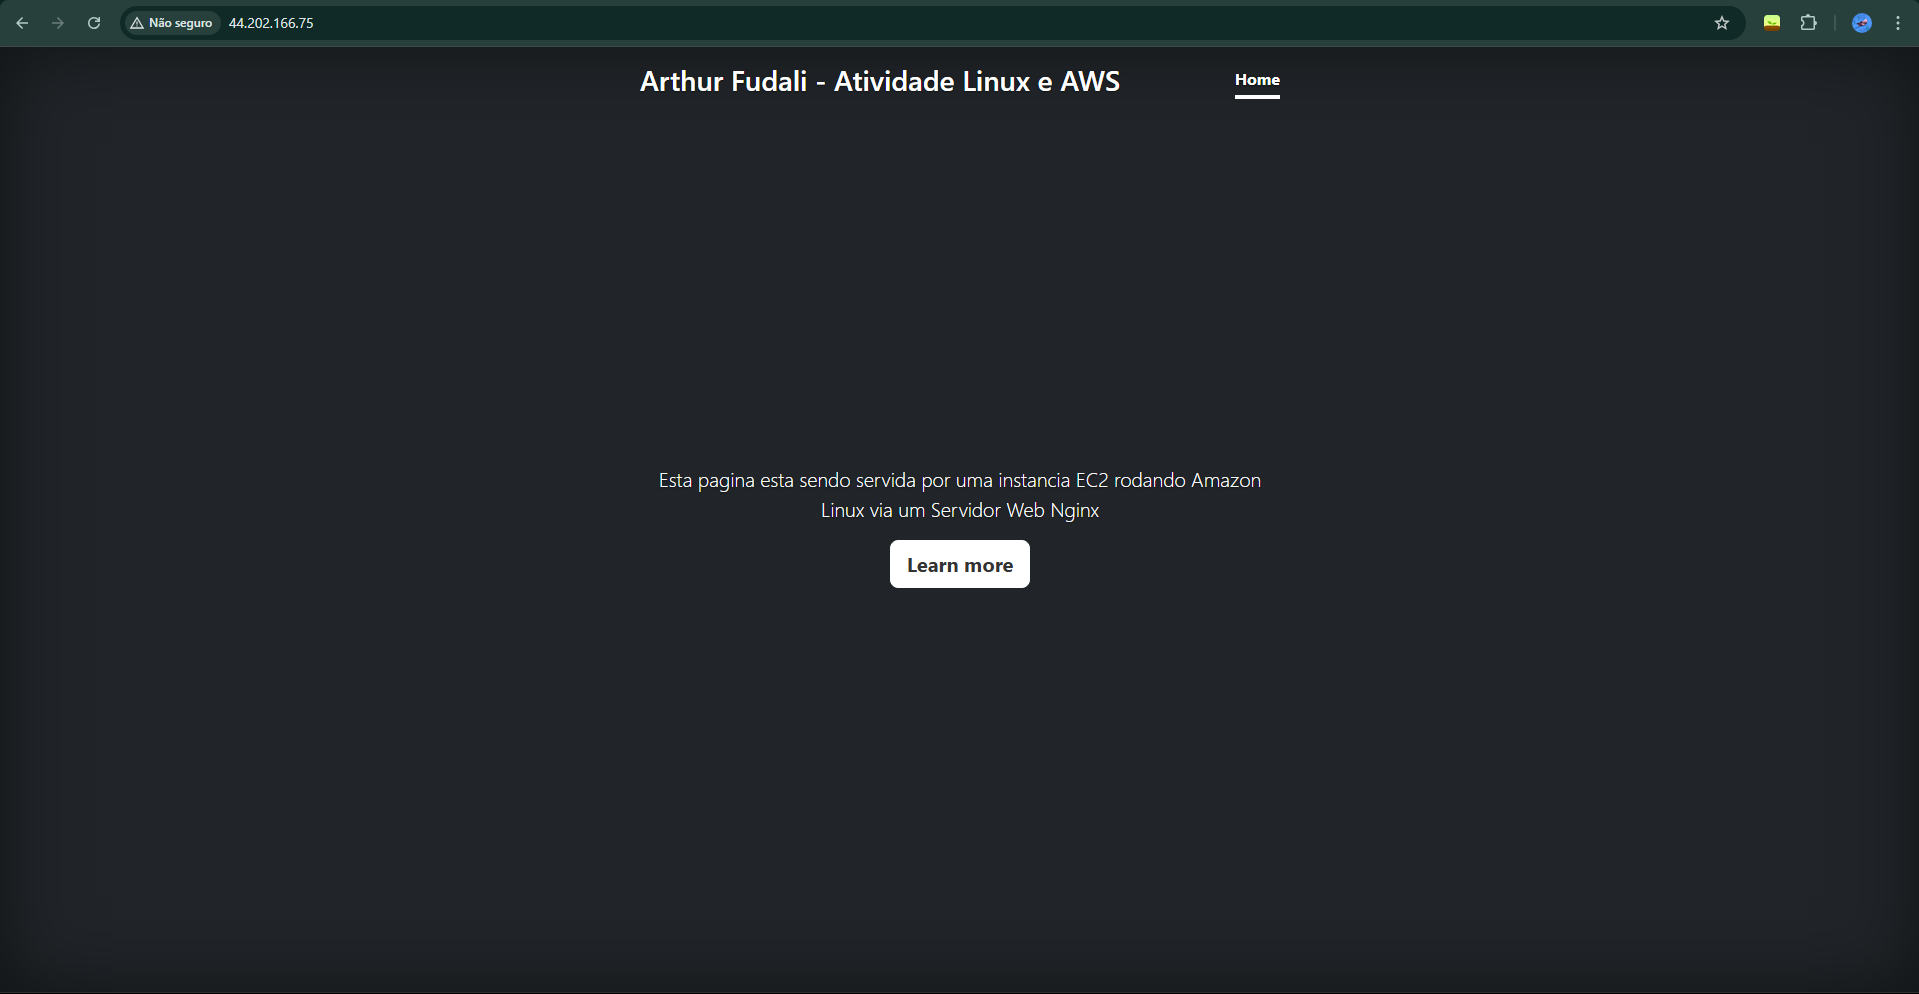 Não seguro
44.202.166.75
Arthur Fudali - Atividade Linux e AWS
Home
Esta pagina esta sendo servida por uma instancia EC2 rodando Amazon
Linux via um Servidor Web Nginx
Learn more